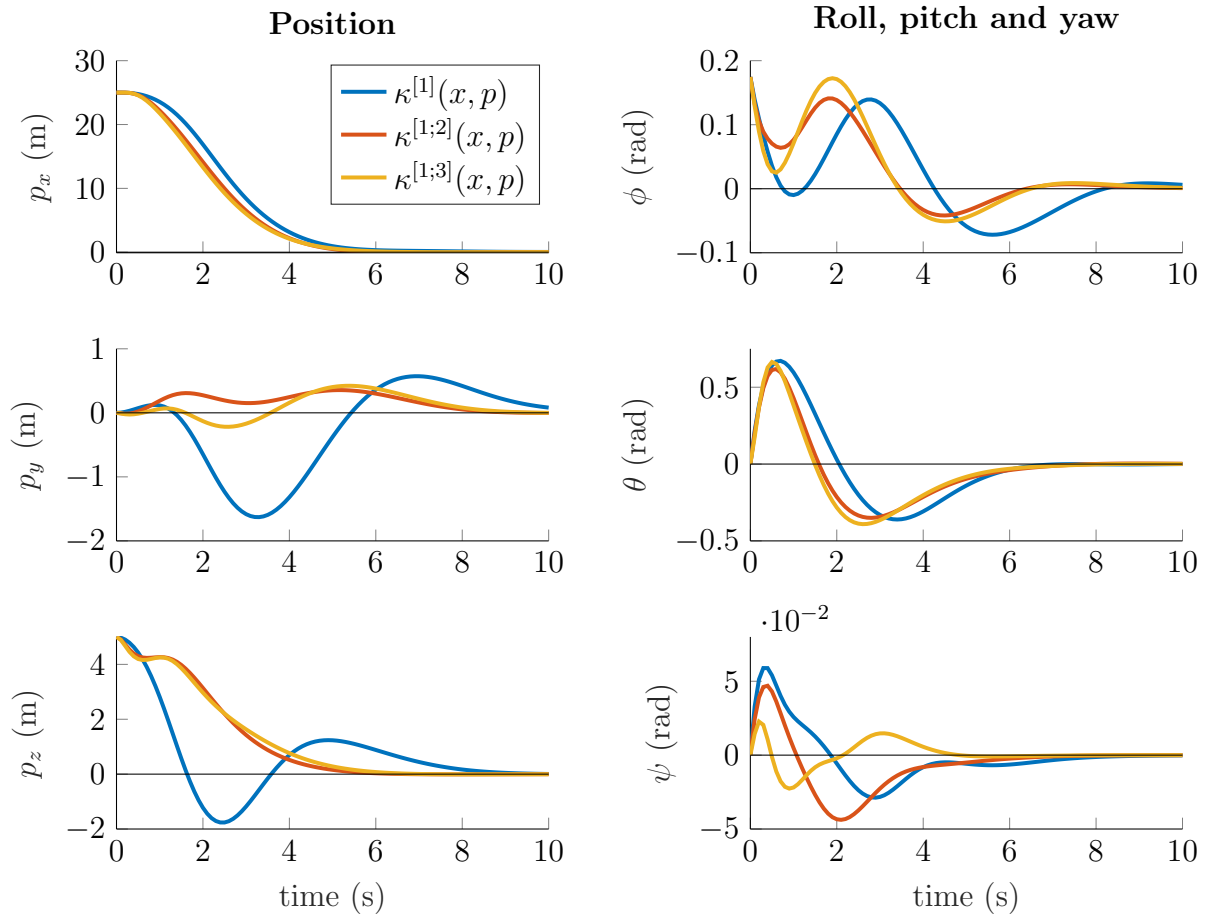 Position
30
20
10
0
0 2 4 6 8 10
p_x (m)
κ^{[1]}(x, p)
κ^{[1;2]}(x, p)
κ^{[1;3]}(x, p)
Roll, pitch and yaw
0.2
0.1
0
−0.1
0 2 4 6 8 10
ϕ (rad)
1
0
−1
−2
0 2 4 6 8 10
p_y (m)
0.5
0
−0.5
0 2 4 6 8 10
θ (rad)
4
2
0
−2
0 2 4 6 8 10
p_z (m)
time (s)
·10^{−2}
5
0
−5
0 2 4 6 8 10
ψ (rad)
time (s)